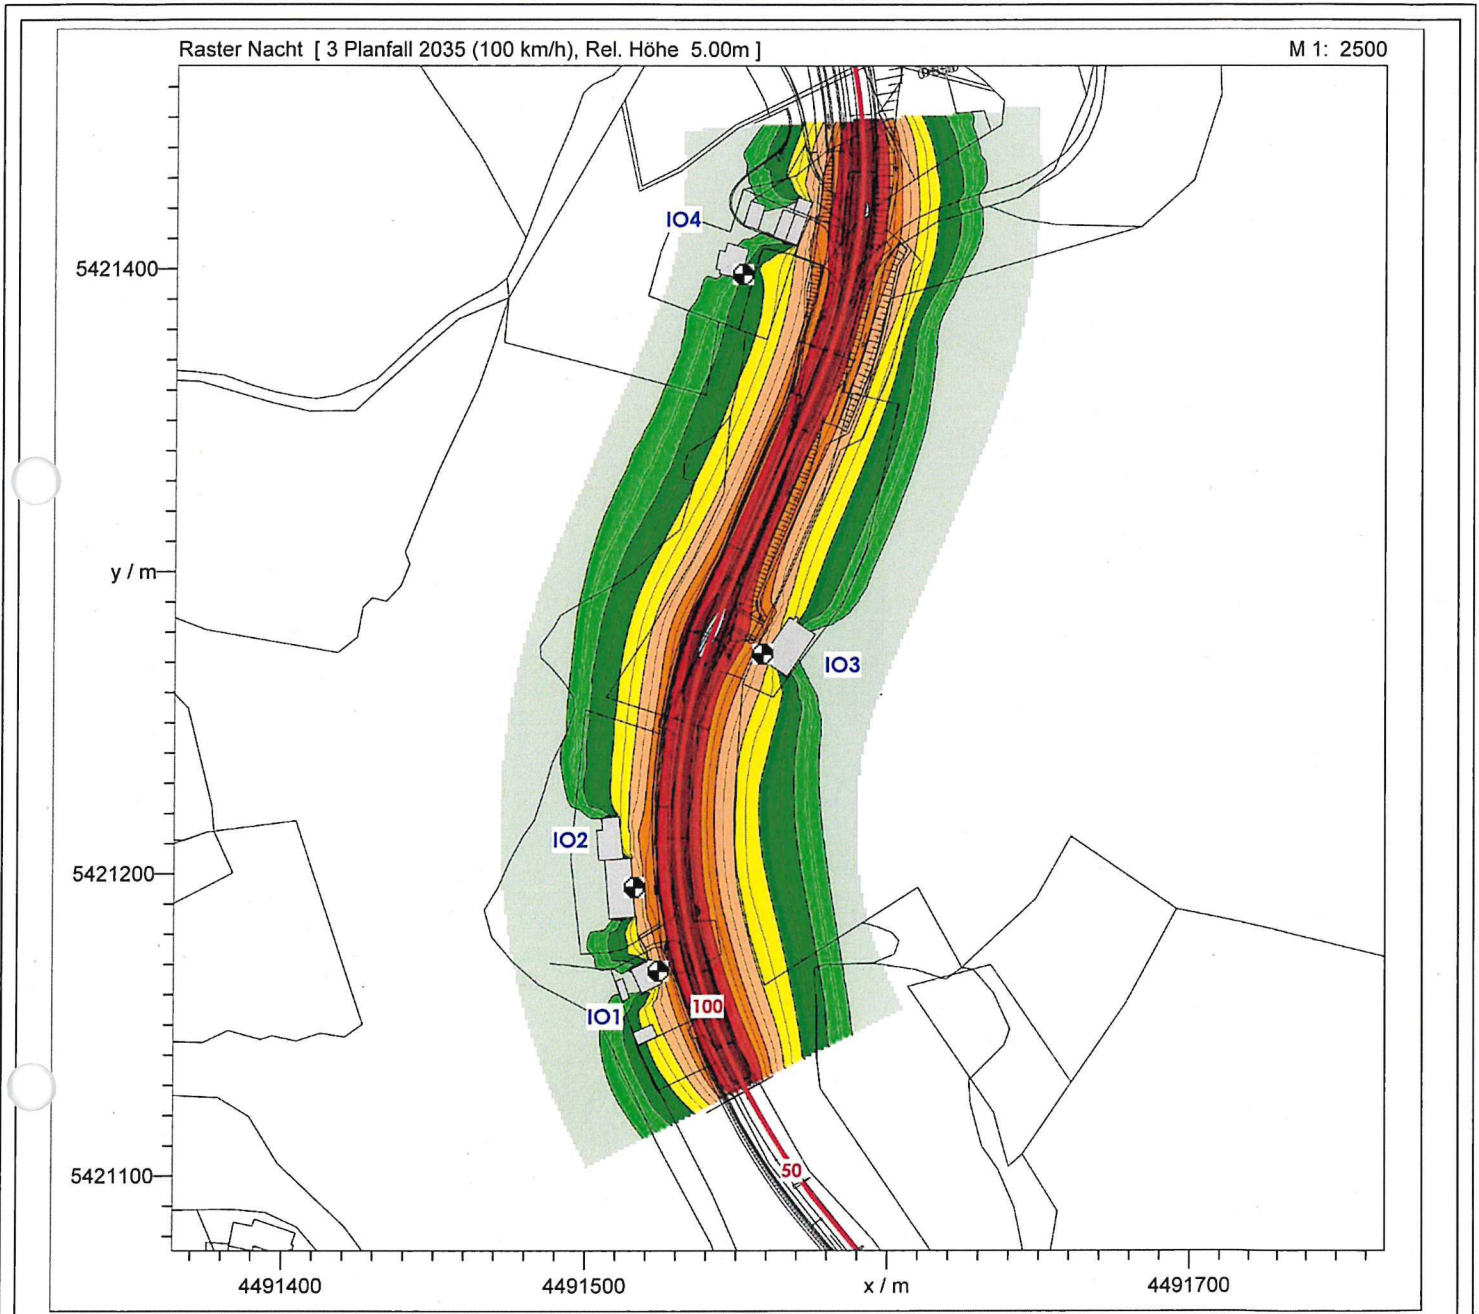 Raster Nacht [ 3 Planfall 2035 (100 km/h), Rel. Höhe 5.00m ]
M 1: 2500
IO4
5421400
y / m
IO3
IO2
5421200
IO1
100
5421100
50
4491400
4491500
x / m
4491700